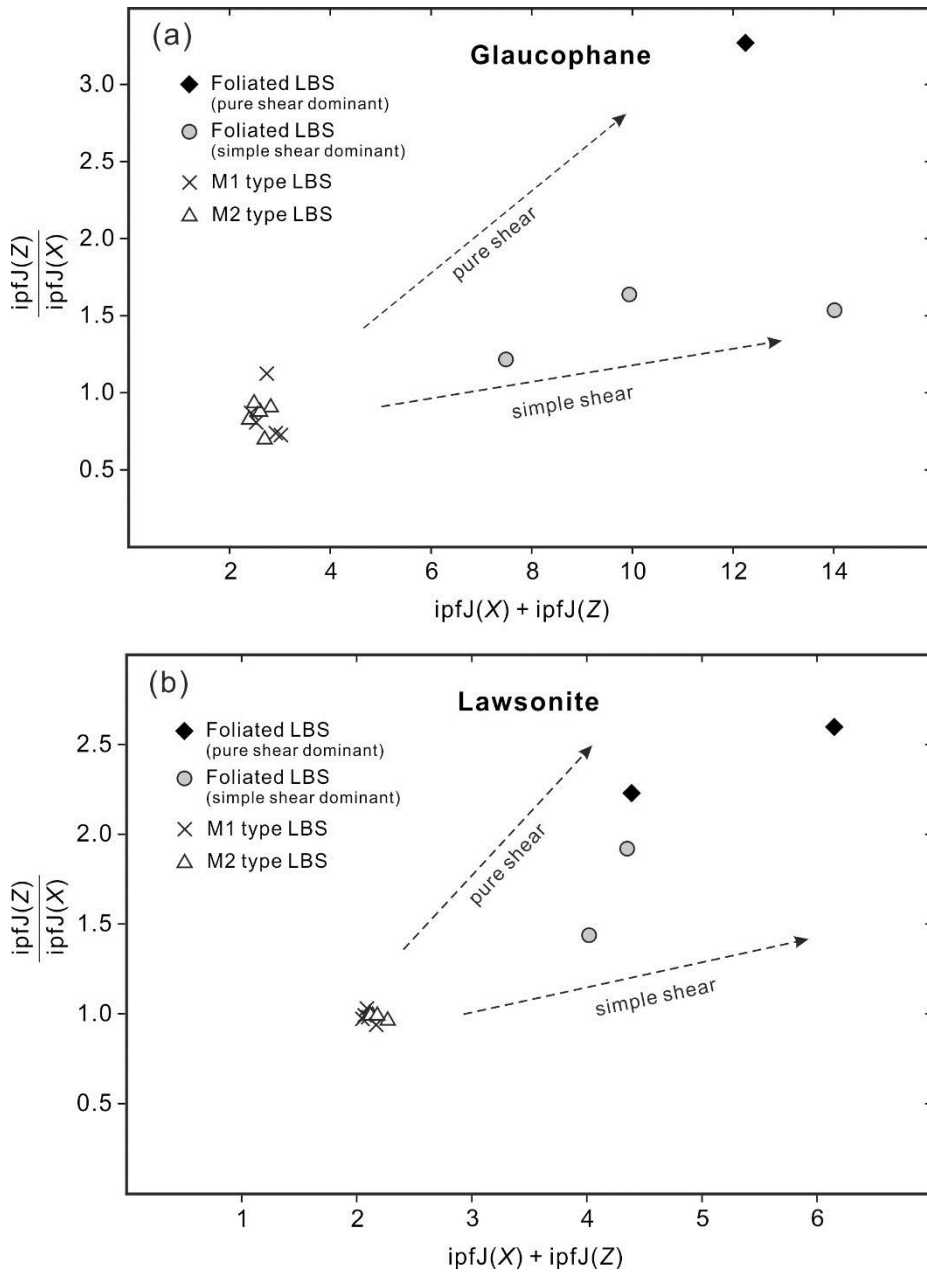 (a)
Glaucophane
Foliated LBS
(pure shear dominant)
Foliated LBS
(simple shear dominant)
M1 type LBS
M2 type LBS
pure shear
simple shear
3.0
2.5
2.0
1.5
1.0
0.5
ipfJ(Z)
ipfJ(X)
2 4 6 8 10 12 14
ipfJ(X) + ipfJ(Z)
(b)
Lawsonite
Foliated LBS
(pure shear dominant)
Foliated LBS
(simple shear dominant)
M1 type LBS
M2 type LBS
pure shear
simple shear
2.5
2.0
1.5
1.0
0.5
ipfJ(Z)
ipfJ(X)
1 2 3 4 5 6
ipfJ(X) + ipfJ(Z)